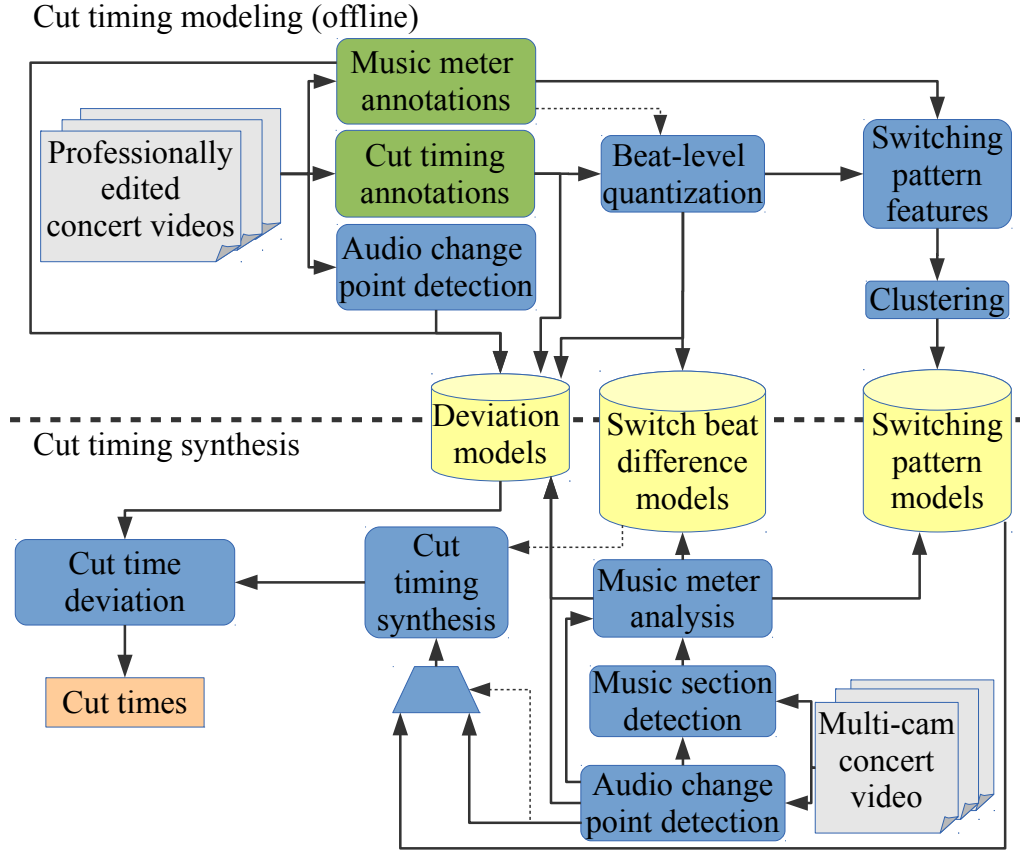 Cut timing modeling (offline)
Music meter
annotations
Professionally
edited
concert videos
Cut timing
annotations
Beat-level
quantization
Switching
pattern
features
Audio change
point detection
Clustering
Deviation
models
Switch beat
difference
models
Switching
pattern
models
Cut timing synthesis
Cut time
deviation
Cut
timing
synthesis
Music meter
analysis
Cut times
Music section
detection
Multi-cam
concert
video
Audio change
point detection